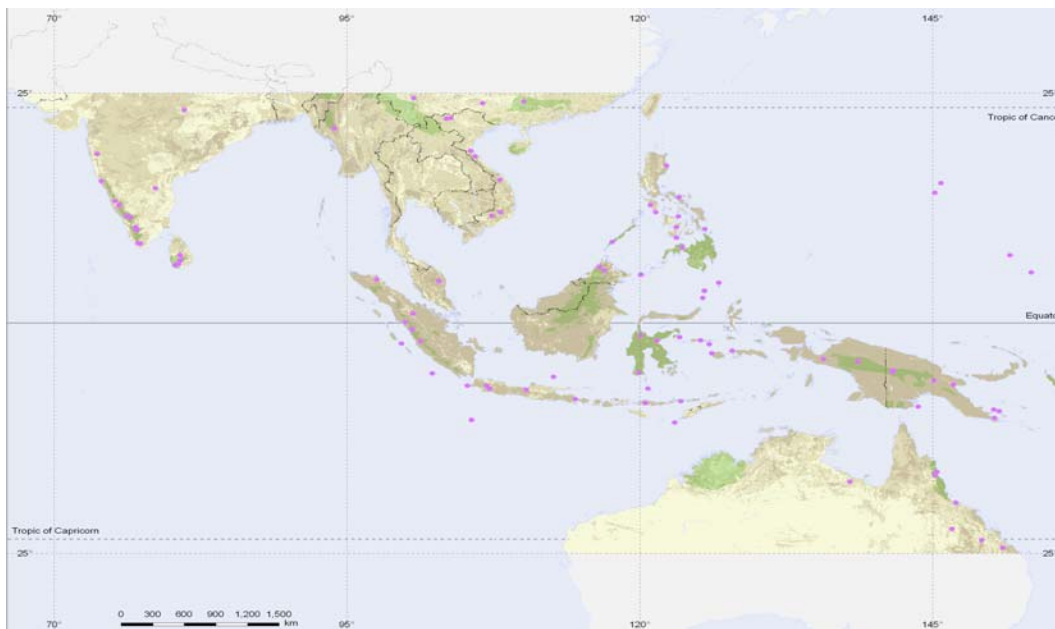 70° 95° 120° 145°
25° 25°
Tropic of Canc
Equato
Tropic of Capricorn
25° 25°
0 300 600 900 1,200 1,500
km
70° 95° 120° 145°